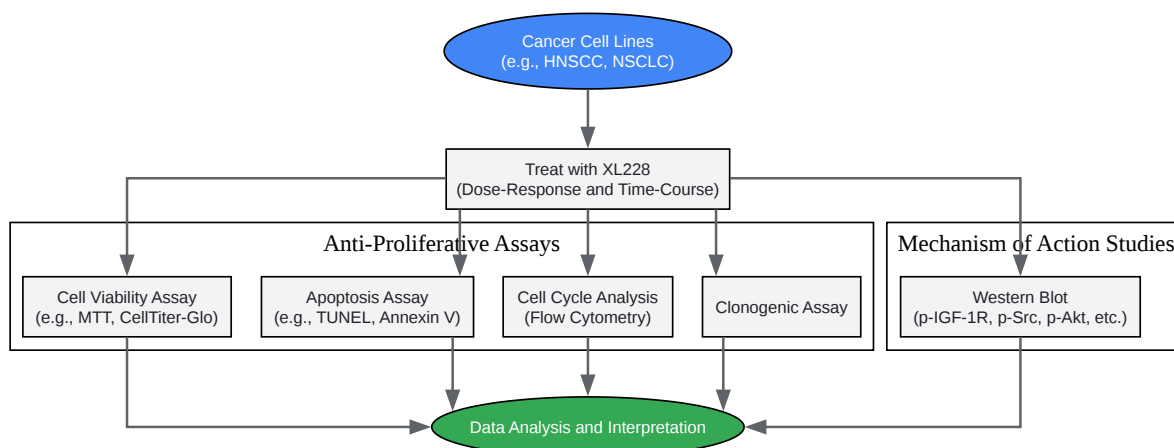 Cancer Cell Lines
(e.g., HNSCC, NSCLC)
Treat with XL228
(Dose-Response and Time-Course)
Anti-Proliferative Assays
Mechanism of Action Studies
Cell Viability Assay
(e.g., MTT, CellTiter-Glo)
Apoptosis Assay
(e.g., TUNEL, Annexin V)
Cell Cycle Analysis
(Flow Cytometry)
Clonogenic Assay
Western Blot
(p-IGF-1R, p-Src, p-Akt, etc.)
Data Analysis and Interpretation